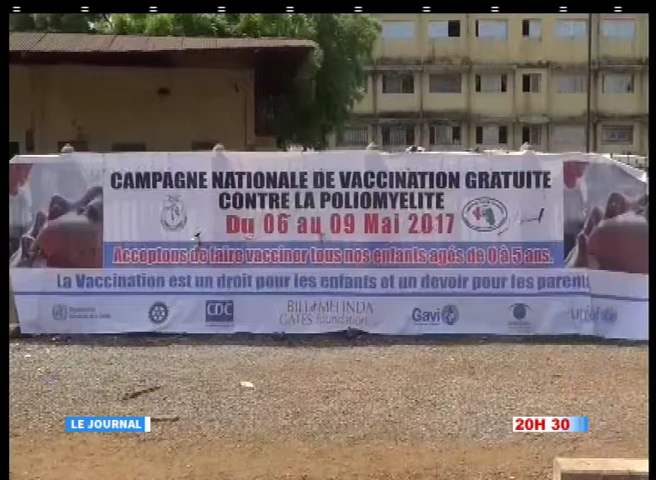 CAMPAGNE NATIONALE DE VACCINATION GRATUITE
CONTRE LA POLIOMYELITE
Du 06 au 09 Mai 2017
Acceptons de faire vacciner tous nos enfants agés de 0 à 5 ans.
La Vaccination est un droit pour les enfants et un devoir pour les parents
CDC
BILL & MELINDA
GATES foundation
Gavi
unicef
LE JOURNAL
20H 30